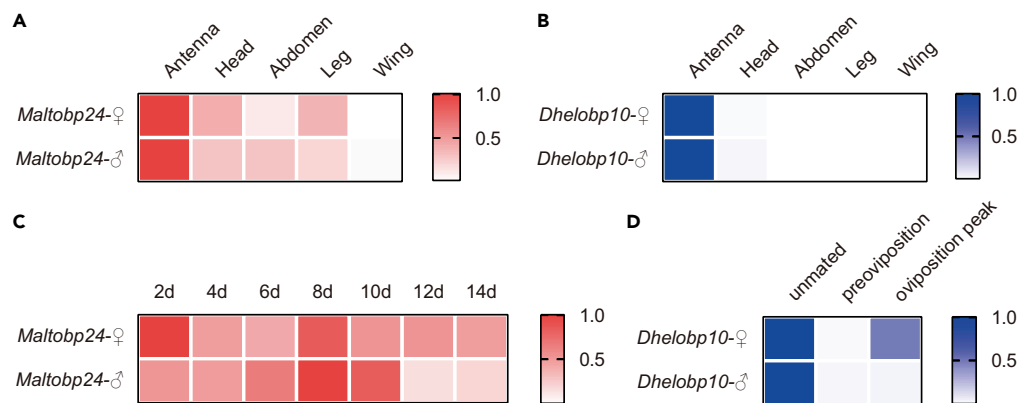 A
Antenna Head Abdomen Leg Wing
Maltobp24-♀
Maltobp24-♂
1.0
0.5
B
Antenna Head Abdomen Leg Wing
Dhelobp10-♀
Dhelobp10-♂
1.0
0.5
C
2d 4d 6d 8d 10d 12d 14d
Maltobp24-♀
Maltobp24-♂
1.0
0.5
D
unmated preoviposition oviposition peak
Dhelobp10-♀
Dhelobp10-♂
1.0
0.5